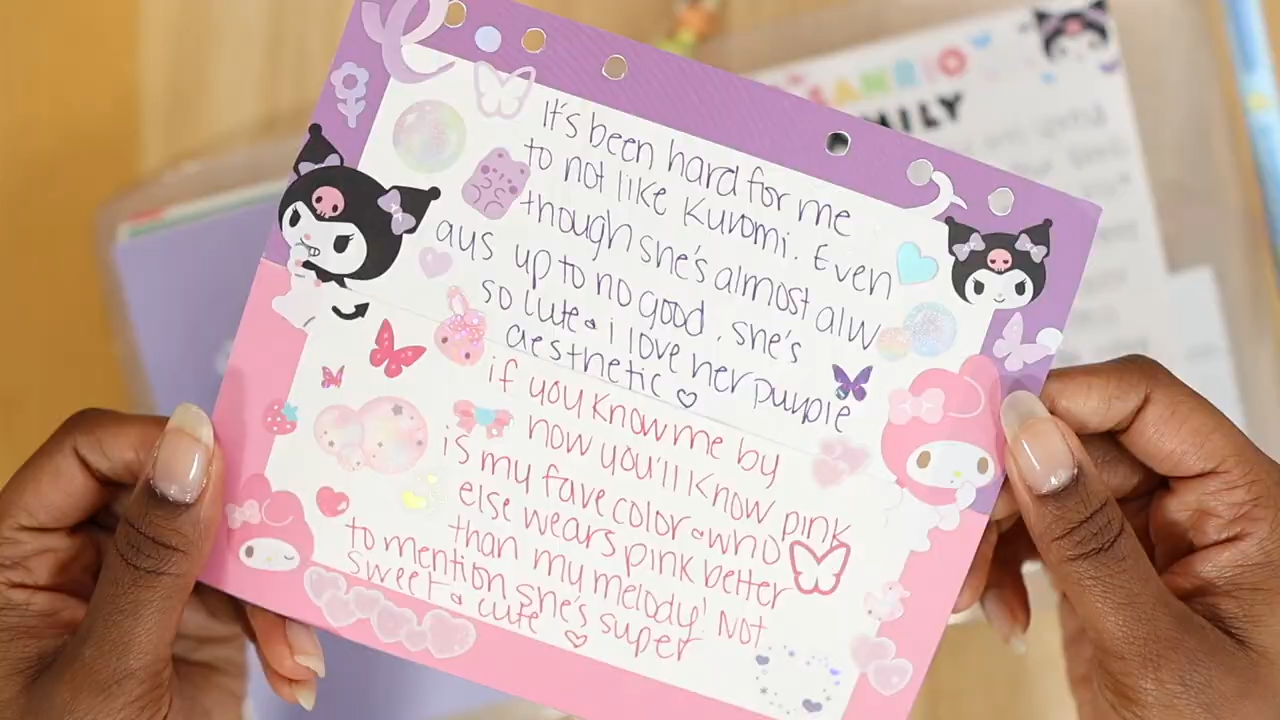 SANRIO
FAMILY
It's been hard for me
to not like Kuromi. Even
though she's almost alw
ays up to no good, she's
so cute & i love her purple
aesthetic ♡
if you know me by
now you'll know pink
is my fave color & who
else wears pink better
than my melody! Not
to mention she's super
sweet & cute ♡